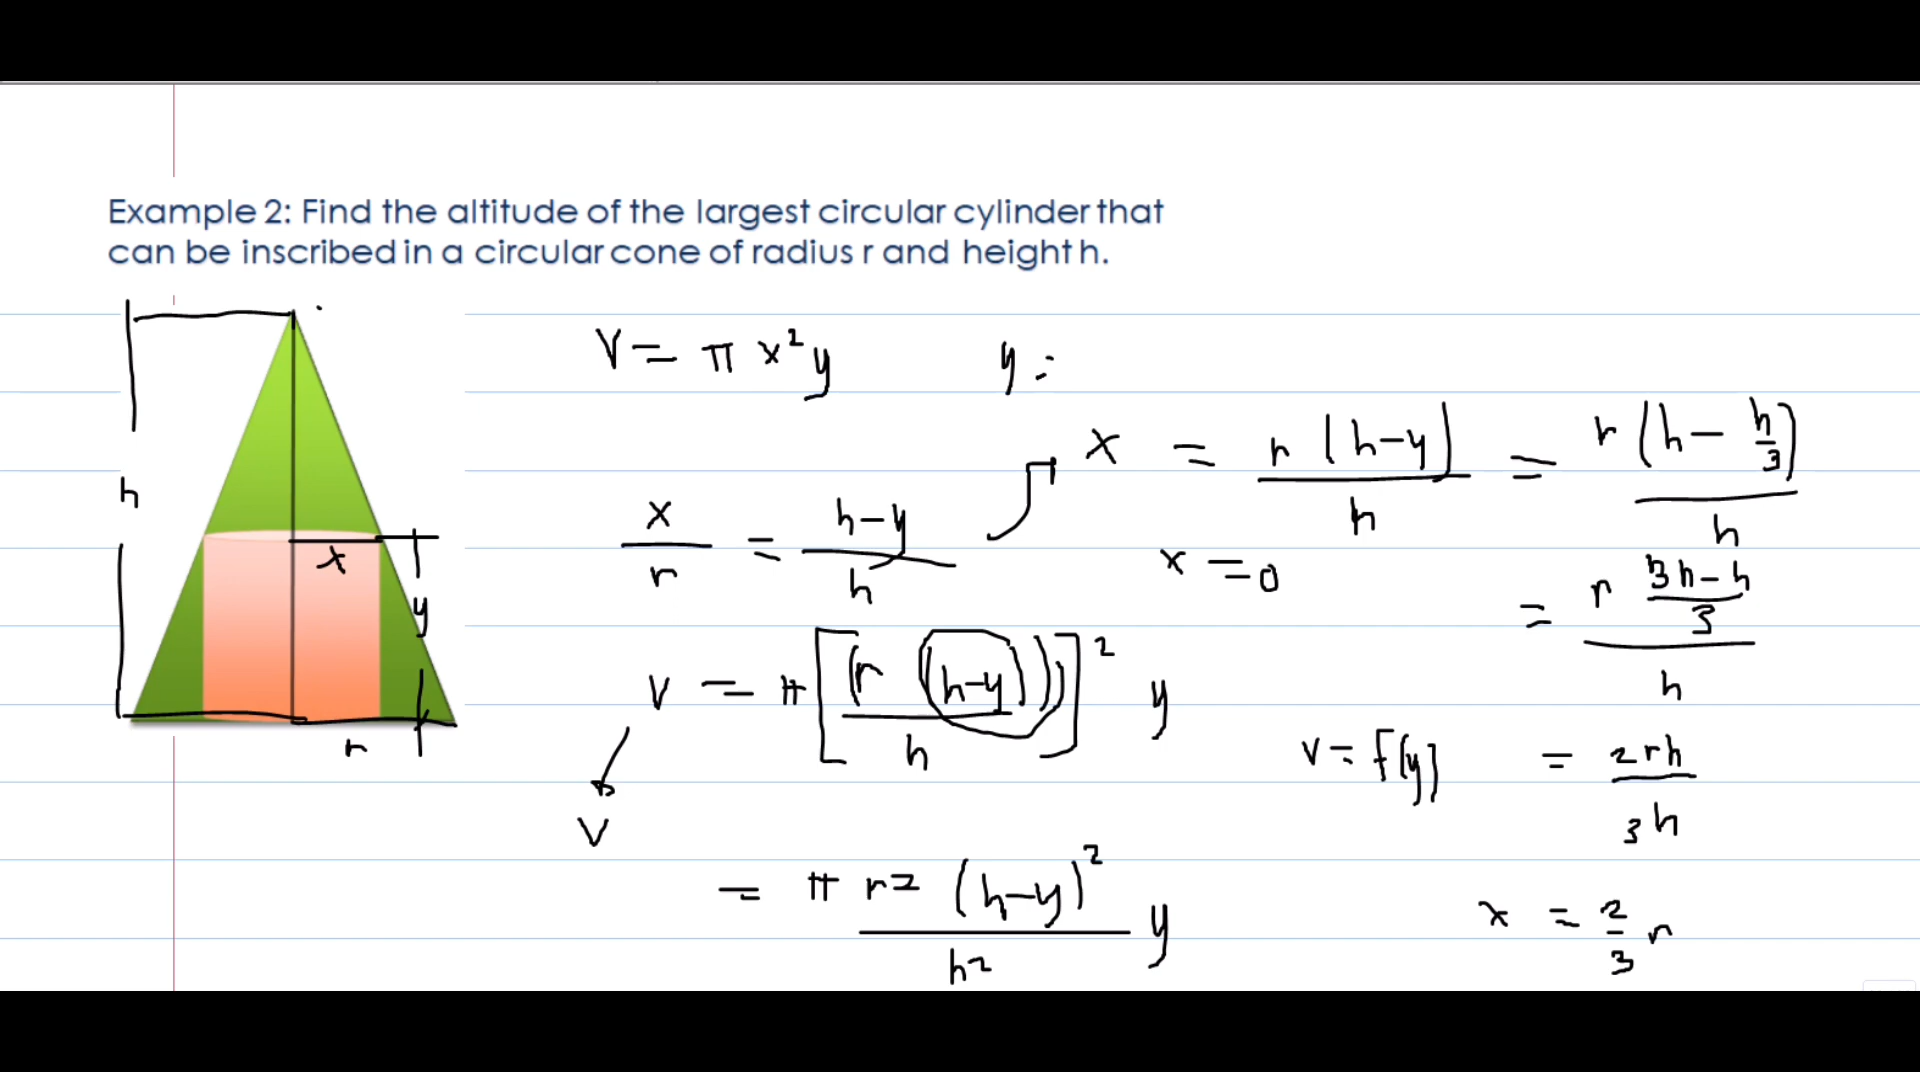 Example 2: Find the altitude of the largest circular cylinder that
can be inscribed in a circular cone of radius r and height h.
h
x
y
r
V = π x² y
y =
x/r = (h-y)/h
x = r(h-y)/h = r(h - h/3)/h
x = 0
= r (3h-h)/3 / h
V = π [(r (h-y))/h]² y
V = f(y)
= 2rh/3h
V
= π r2 (h-y)²/h2 y
x = 2/3 r